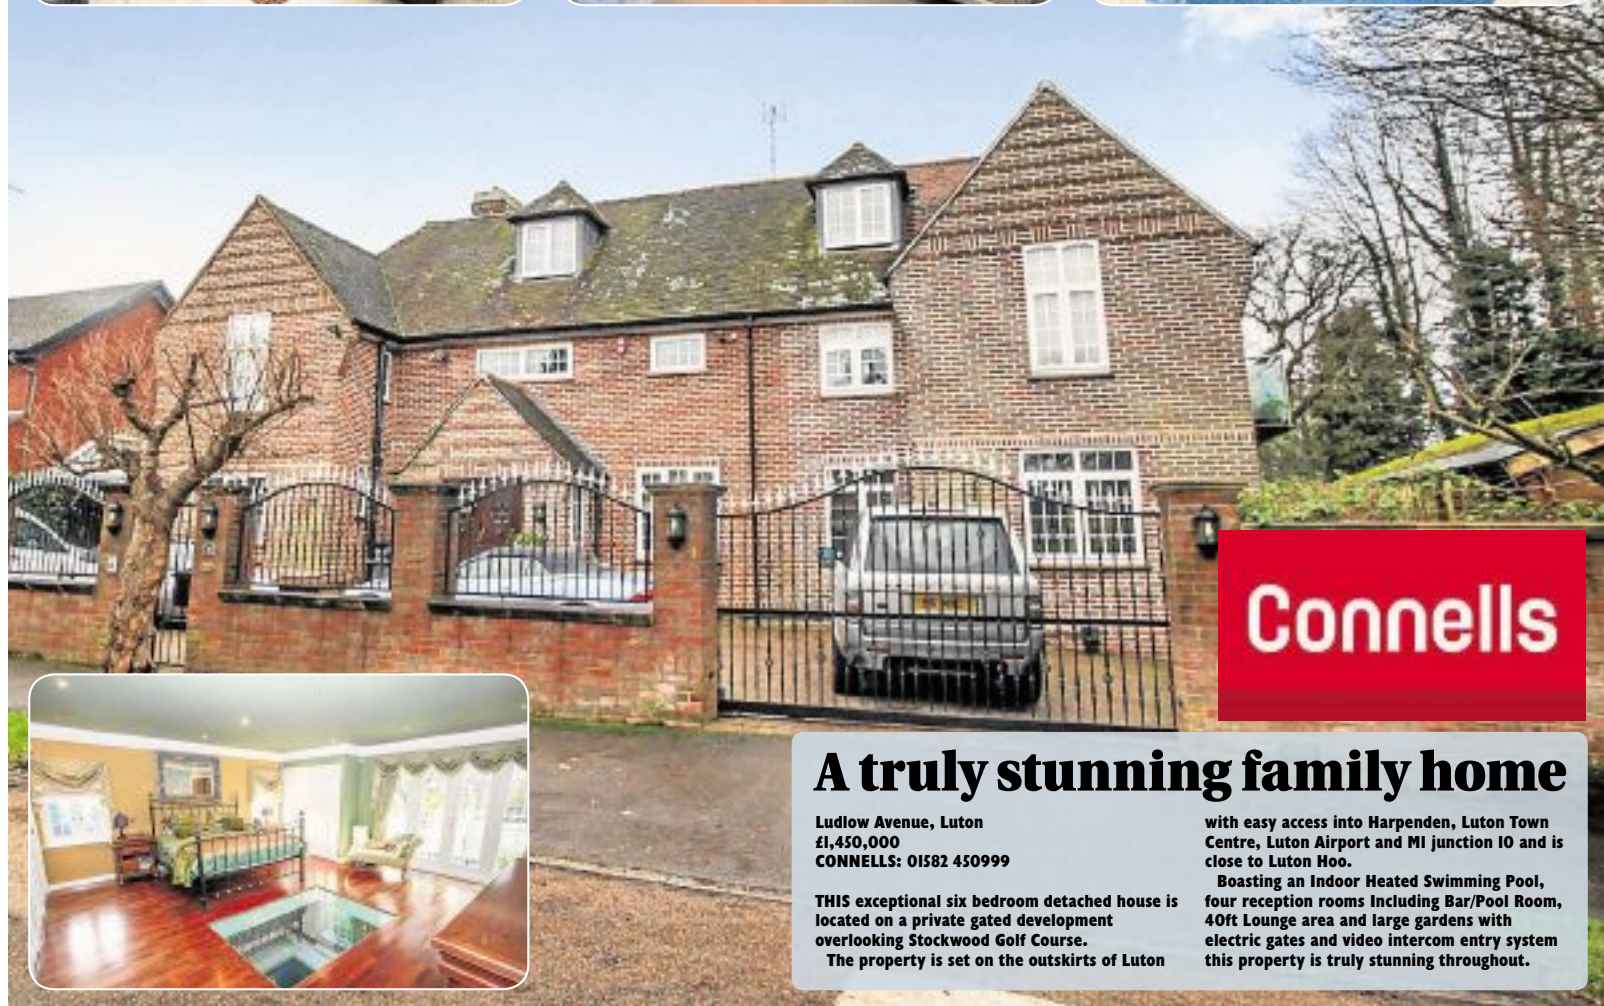 Connells
A truly stunning family home
Ludlow Avenue, Luton
£1,450,000
CONNELLS: 01582 450999
THIS exceptional six bedroom detached house is
located on a private gated development
overlooking Stockwood Golf Course.
The property is set on the outskirts of Luton
with easy access into Harpenden, Luton Town
Centre, Luton Airport and M1 junction 10 and is
close to Luton Hoo.
Boasting an Indoor Heated Swimming Pool,
four reception rooms Including Bar/Pool Room,
40ft Lounge area and large gardens with
electric gates and video intercom entry system
this property is truly stunning throughout.